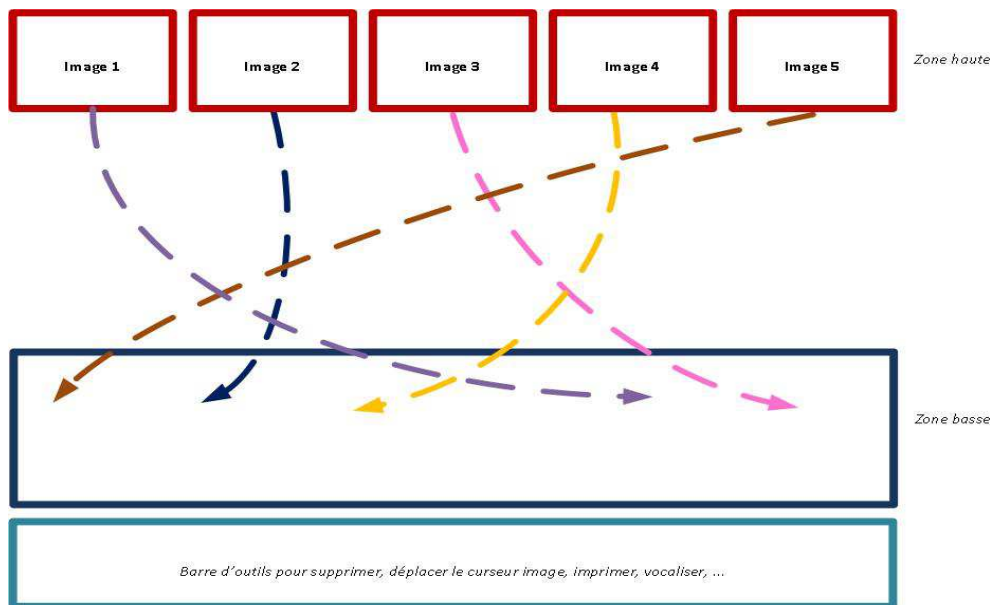 Image 1
Image 2
Image 3
Image 4
Image 5
Zone haute
Zone basse
Barre d’outils pour supprimer, déplacer le curseur image, imprimer, vocaliser, ...